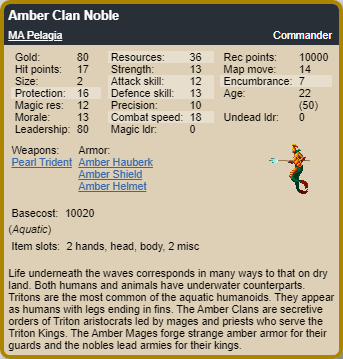 Amber Clan Noble
MA Pelagia Commander
Gold: 80 Resources: 36 Rec points: 10000
Hit points: 17 Strength: 13 Map move: 14
Size: 2 Attack skill: 12 Encumbrance: 7
Protection: 16 Defence skill: 13 Age: 22
Magic res: 12 Precision: 10 (50)
Morale: 13 Combat speed: 18 Undead ldr: 0
Leadership: 80 Magic ldr: 0
Weapons: Armor:
Pearl Trident Amber Hauberk
Amber Shield
Amber Helmet
Basecost: 10020
(Aquatic)
Item slots: 2 hands, head, body, 2 misc
Life underneath the waves corresponds in many ways to that on dry
land. Both humans and animals have underwater counterparts.
Tritons are the most common of the aquatic humanoids. They appear
as humans with legs ending in fins. The Amber Clans are secretive
orders of Triton aristocrats led by mages and priests who serve the
Triton Kings. The Amber Mages forge strange amber armor for their
guards and the nobles lead armies for their kings.